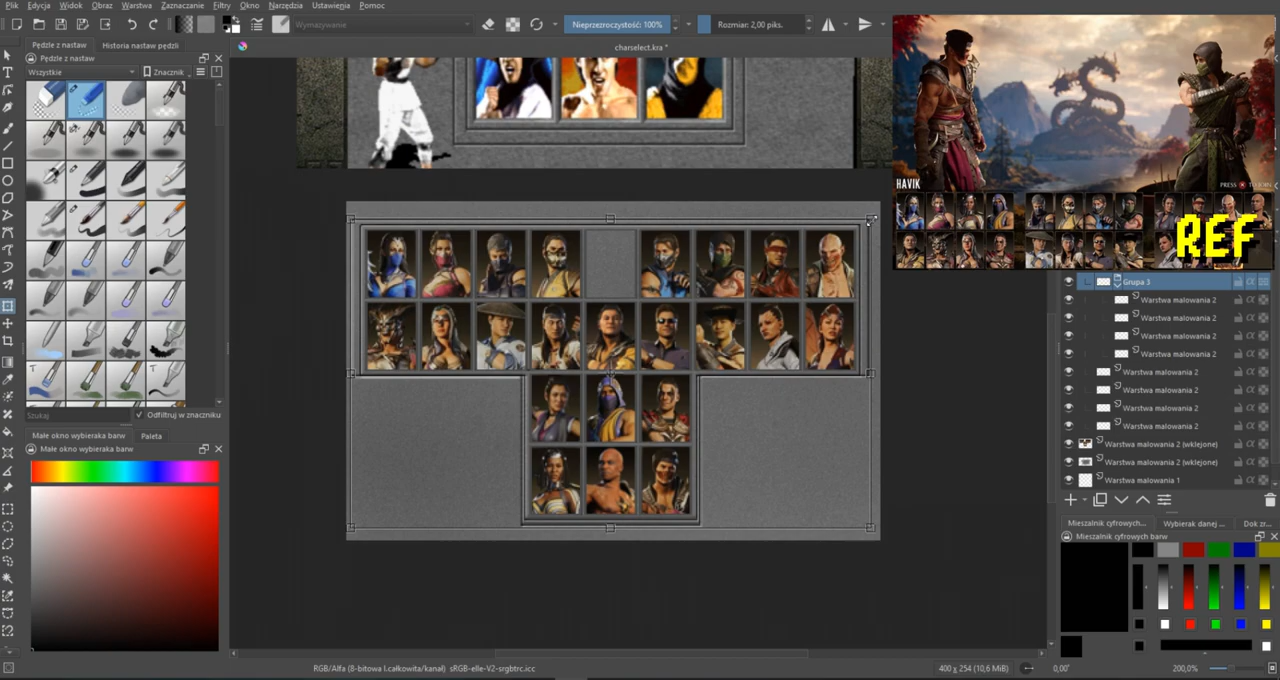 Plik Edycja Widok Obraz Warstwa Zaznaczanie Filtry Okno Narzędzia Ustawienia Pomoc
Wymazywanie
Nieprzezroczystość: 100%
Rozmiar: 2,00 piks.
Pędzle z nastaw
Historia nastaw pędzli
charselect.kra *
Pędzle z nastaw
Wszystkie
Znacznik
HAVIK
REF
Grupa 3
Warstwa malowania 2
Warstwa malowania 2
Warstwa malowania 2
Warstwa malowania 2
Warstwa malowania 2
Warstwa malowania 2
Warstwa malowania 2
Warstwa malowania 2
Warstwa malowania 2 (wklejone)
Warstwa malowania 2 (wklejone)
Warstwa malowania 1
Szukaj
Odfiltruj w znaczniku
Małe okno wybieraka barw
Paleta
Małe okno wybieraka barw
Mieszalnik cyfrowych...
Wybierak danej ...
Dok zr...
Mieszalnik cyfrowych barw
RGB/Alfa (8-bitowa l.całkowita/kanał) sRGB-elle-V2-srgbtrc.icc
400 x 254 (10,6 MiB)
0,00°
200,0%